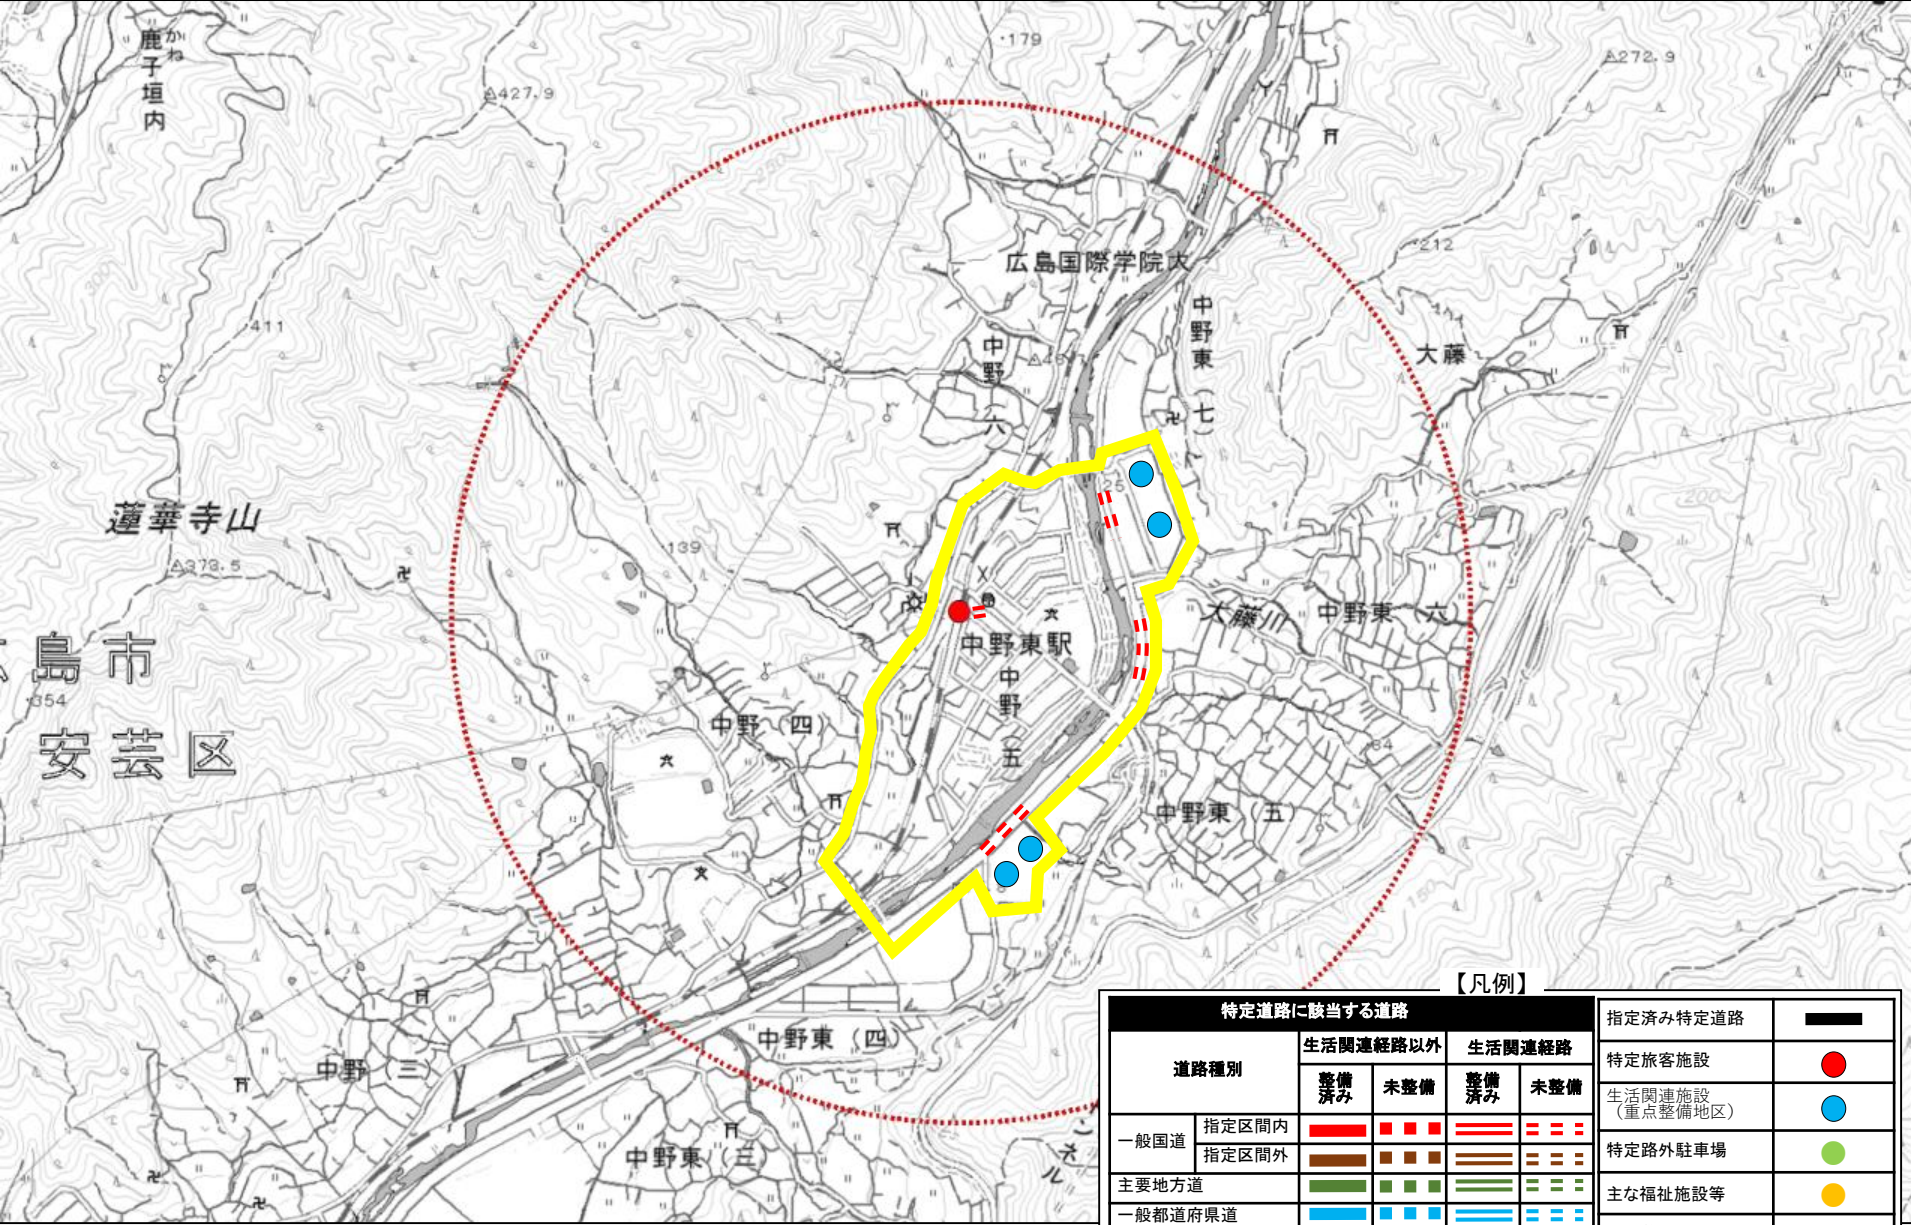 鹿子垣内
かね
・179
△272.9
△427.9
・212
広島国際学院大
・411
中野東(七)
中野(六)
大藤
25
蓮華寺山
△373.5
・139
大藤川
中野東(六)
中野東駅
島市
安芸区
・354
中野(四)
中野(五)
84
中野東(五)
中野東(四)
中野(三)
中野東(三)
ンネル
【凡例】
特定道路に該当する道路
道路種別
生活関連経路以外
生活関連経路
整備済み
未整備
整備済み
未整備
一般国道
指定区間内
指定区間外
主要地方道
一般都道府県道
指定済み特定道路
特定旅客施設
生活関連施設
(重点整備地区)
特定路外駐車場
主な福祉施設等